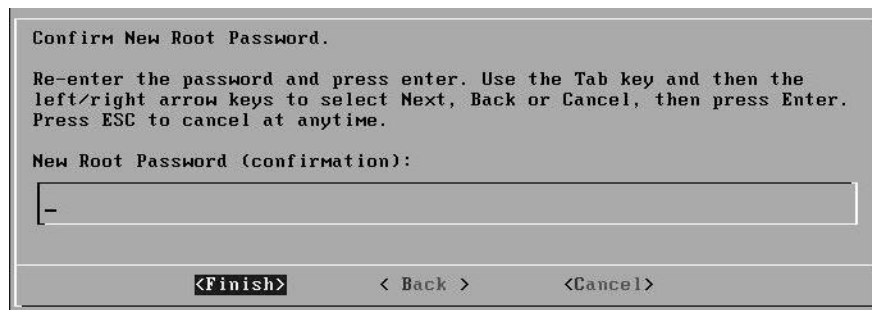 Confirm New Root Password.
Re-enter the password and press enter. Use the Tab key and then the
left/right arrow keys to select Next, Back or Cancel, then press Enter.
Press ESC to cancel at anytime.
New Root Password (confirmation):
_
<Finish> < Back > <Cancel>